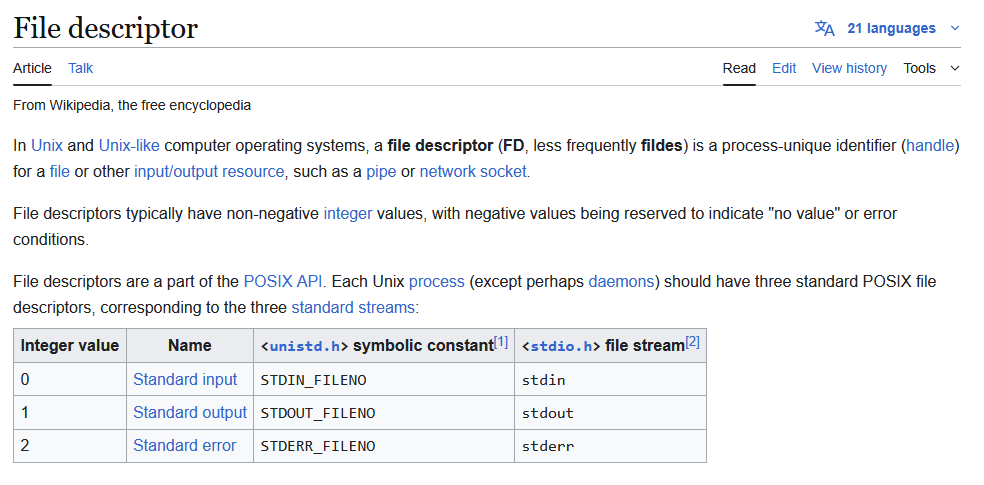 File descriptor
21 languages
Article Talk
Read Edit View history Tools
From Wikipedia, the free encyclopedia
In Unix and Unix-like computer operating systems, a file descriptor (FD, less frequently fildes) is a process-unique identifier (handle)
for a file or other input/output resource, such as a pipe or network socket.
File descriptors typically have non-negative integer values, with negative values being reserved to indicate "no value" or error
conditions.
File descriptors are a part of the POSIX API. Each Unix process (except perhaps daemons) should have three standard POSIX file
descriptors, corresponding to the three standard streams:
Integer value Name <unistd.h> symbolic constant[1] <stdio.h> file stream[2]
0 Standard input STDIN_FILENO stdin
1 Standard output STDOUT_FILENO stdout
2 Standard error STDERR_FILENO stderr